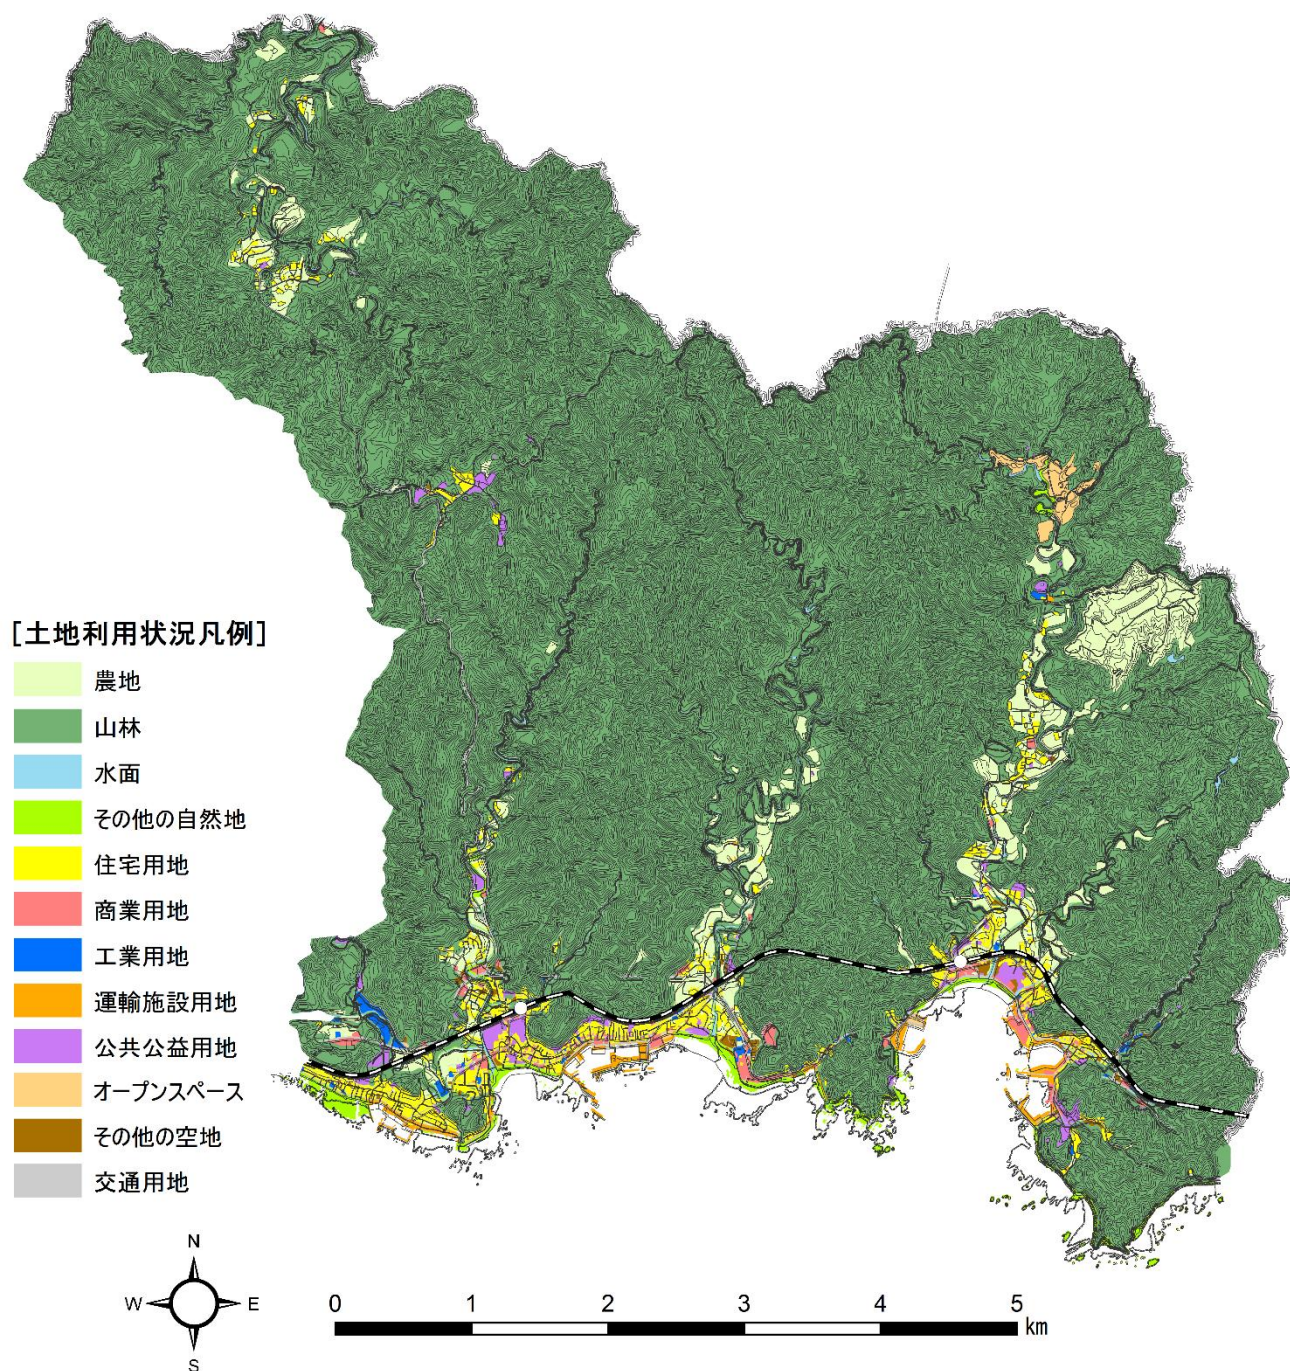 [土地利用状況凡例]
農地
山林
水面
その他の自然地
住宅用地
商業用地
工業用地
運輸施設用地
公共公益用地
オープンスペース
その他の空地
交通用地
N
W E
S
0 1 2 3 4 5
km